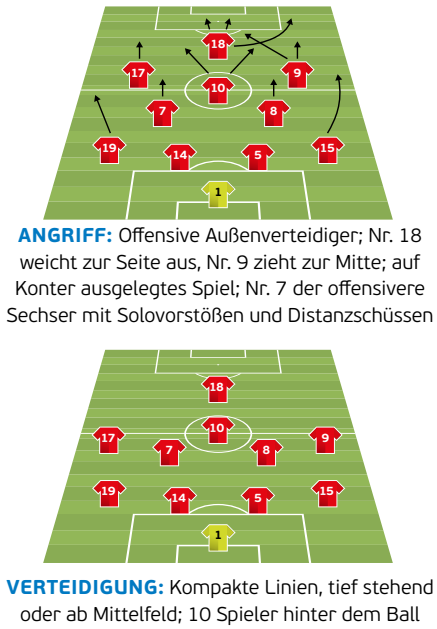 18
17 9
10
7 8
19 14 5 15
1
ANGRIFF: Offensive Außenverteidiger; Nr. 18
weicht zur Seite aus, Nr. 9 zieht zur Mitte; auf
Konter ausgelegtes Spiel; Nr. 7 der offensivere
Sechser mit Solovorstößen und Distanzschüssen
18
10
17 9
7 8
19 14 5 15
1
VERTEIDIGUNG: Kompakte Linien, tief stehend
oder ab Mittelfeld; 10 Spieler hinter dem Ball